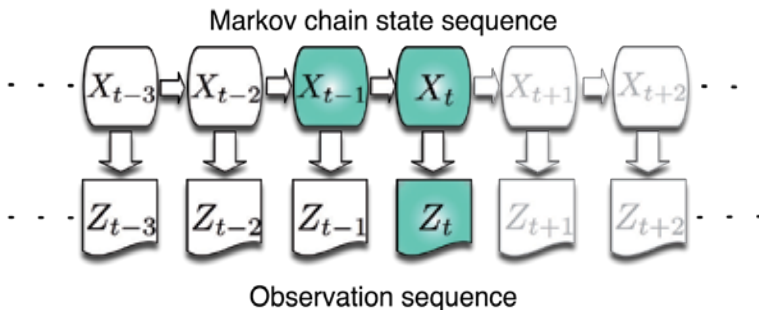 Markov chain state sequence
. . . X_{t-3} X_{t-2} X_{t-1} X_t X_{t+1} X_{t+2} . . .
. . . Z_{t-3} Z_{t-2} Z_{t-1} Z_t Z_{t+1} Z_{t+2} . . .
Observation sequence